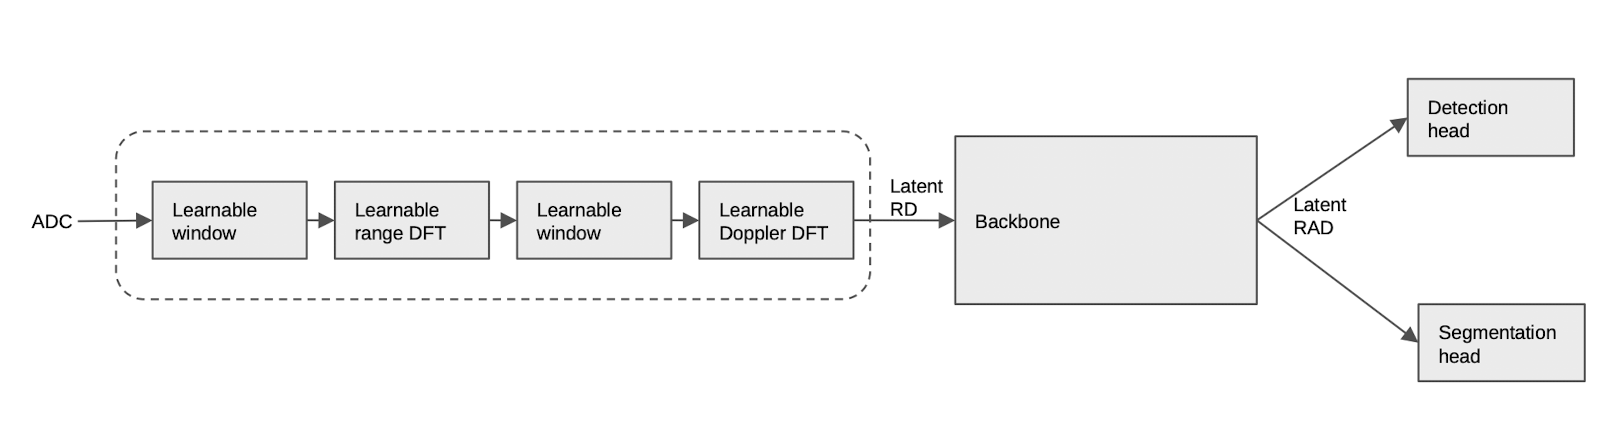 ADC
Learnable
window
Learnable
range DFT
Learnable
window
Learnable
Doppler DFT
Latent
RD
Backbone
Latent
RAD
Detection
head
Segmentation
head